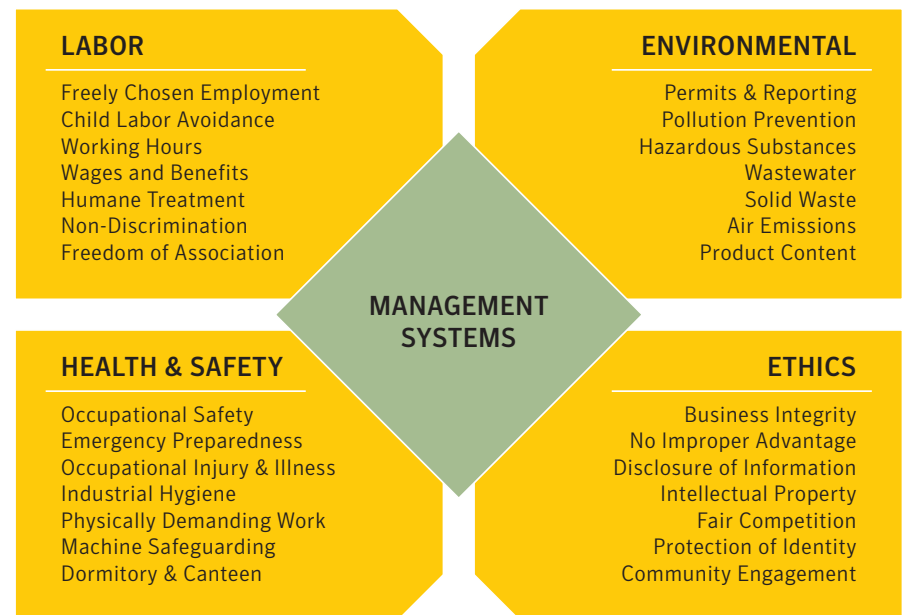 LABOR
Freely Chosen Employment
Child Labor Avoidance
Working Hours
Wages and Benefits
Humane Treatment
Non-Discrimination
Freedom of Association
ENVIRONMENTAL
Permits & Reporting
Pollution Prevention
Hazardous Substances
Wastewater
Solid Waste
Air Emissions
Product Content
MANAGEMENT
SYSTEMS
HEALTH & SAFETY
Occupational Safety
Emergency Preparedness
Occupational Injury & Illness
Industrial Hygiene
Physically Demanding Work
Machine Safeguarding
Dormitory & Canteen
ETHICS
Business Integrity
No Improper Advantage
Disclosure of Information
Intellectual Property
Fair Competition
Protection of Identity
Community Engagement